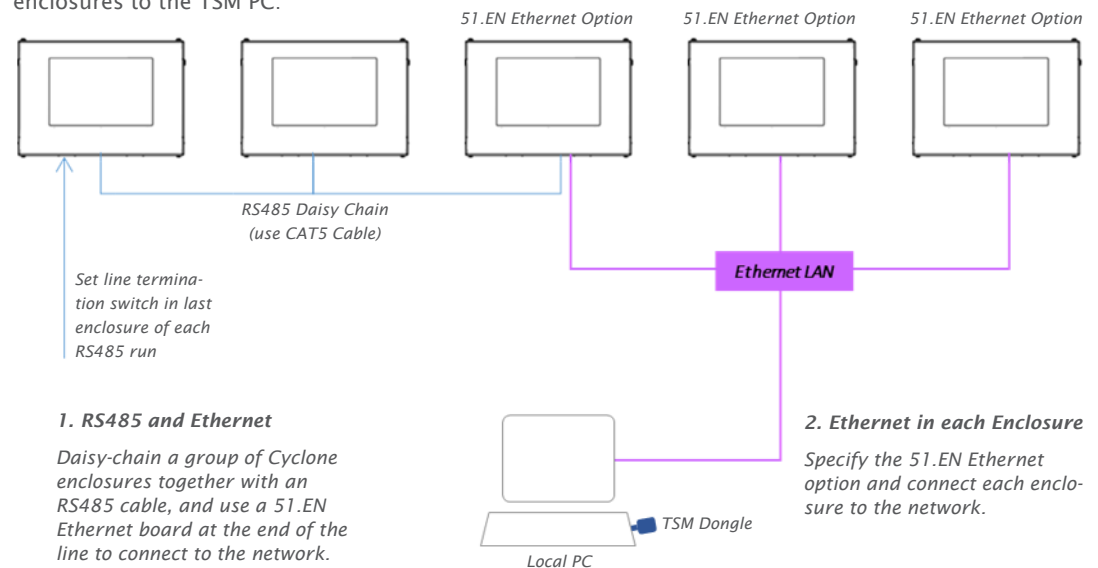 enclosures to the TSM PC.
51.EN Ethernet Option
51.EN Ethernet Option
51.EN Ethernet Option
RS485 Daisy Chain
(use CAT5 Cable)
Ethernet LAN
Set line termina-
tion switch in last
enclosure of each
RS485 run
1. RS485 and Ethernet
Daisy-chain a group of Cyclone
enclosures together with an
RS485 cable, and use a 51.EN
Ethernet board at the end of the
line to connect to the network.
2. Ethernet in each Enclosure
Specify the 51.EN Ethernet
option and connect each enclo-
sure to the network.
TSM Dongle
Local PC